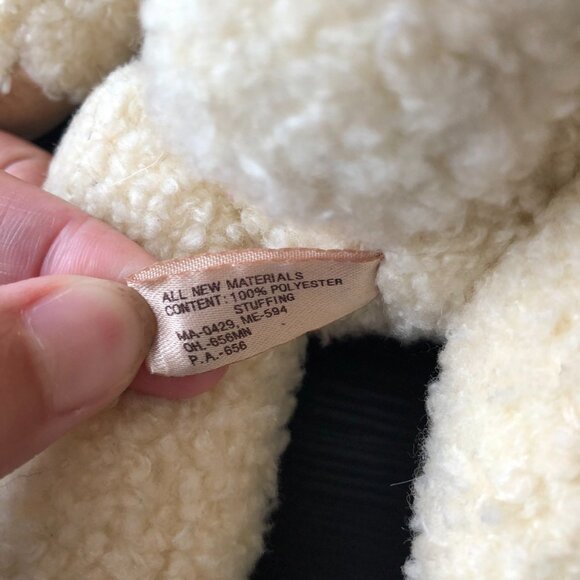 ALL NEW MATERIALS
CONTENT: 100% POLYESTER
STUFFING
MA-0429, ME-594
OH.-656MN
P.A.-656